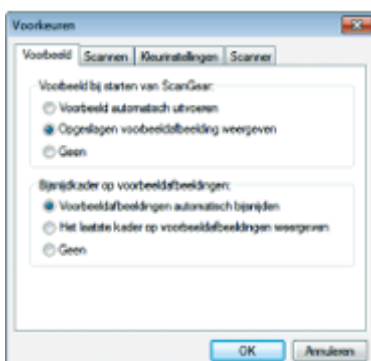 Voorkeuren
Voorbeeld Scannen Kleurinstellingen Scanner
Voorbeeld bij starten van ScanGear:
Voorbeeld automatisch uitvoeren
Opgeslagen voorbeeldafbeelding weergeven
Geen
Bijsnijdkader op voorbeeldafbeeldingen:
Voorbeeldafbeeldingen automatisch bijsnijden
Het laatste kader op voorbeeldafbeeldingen weergeven
Geen
OK Annuleren